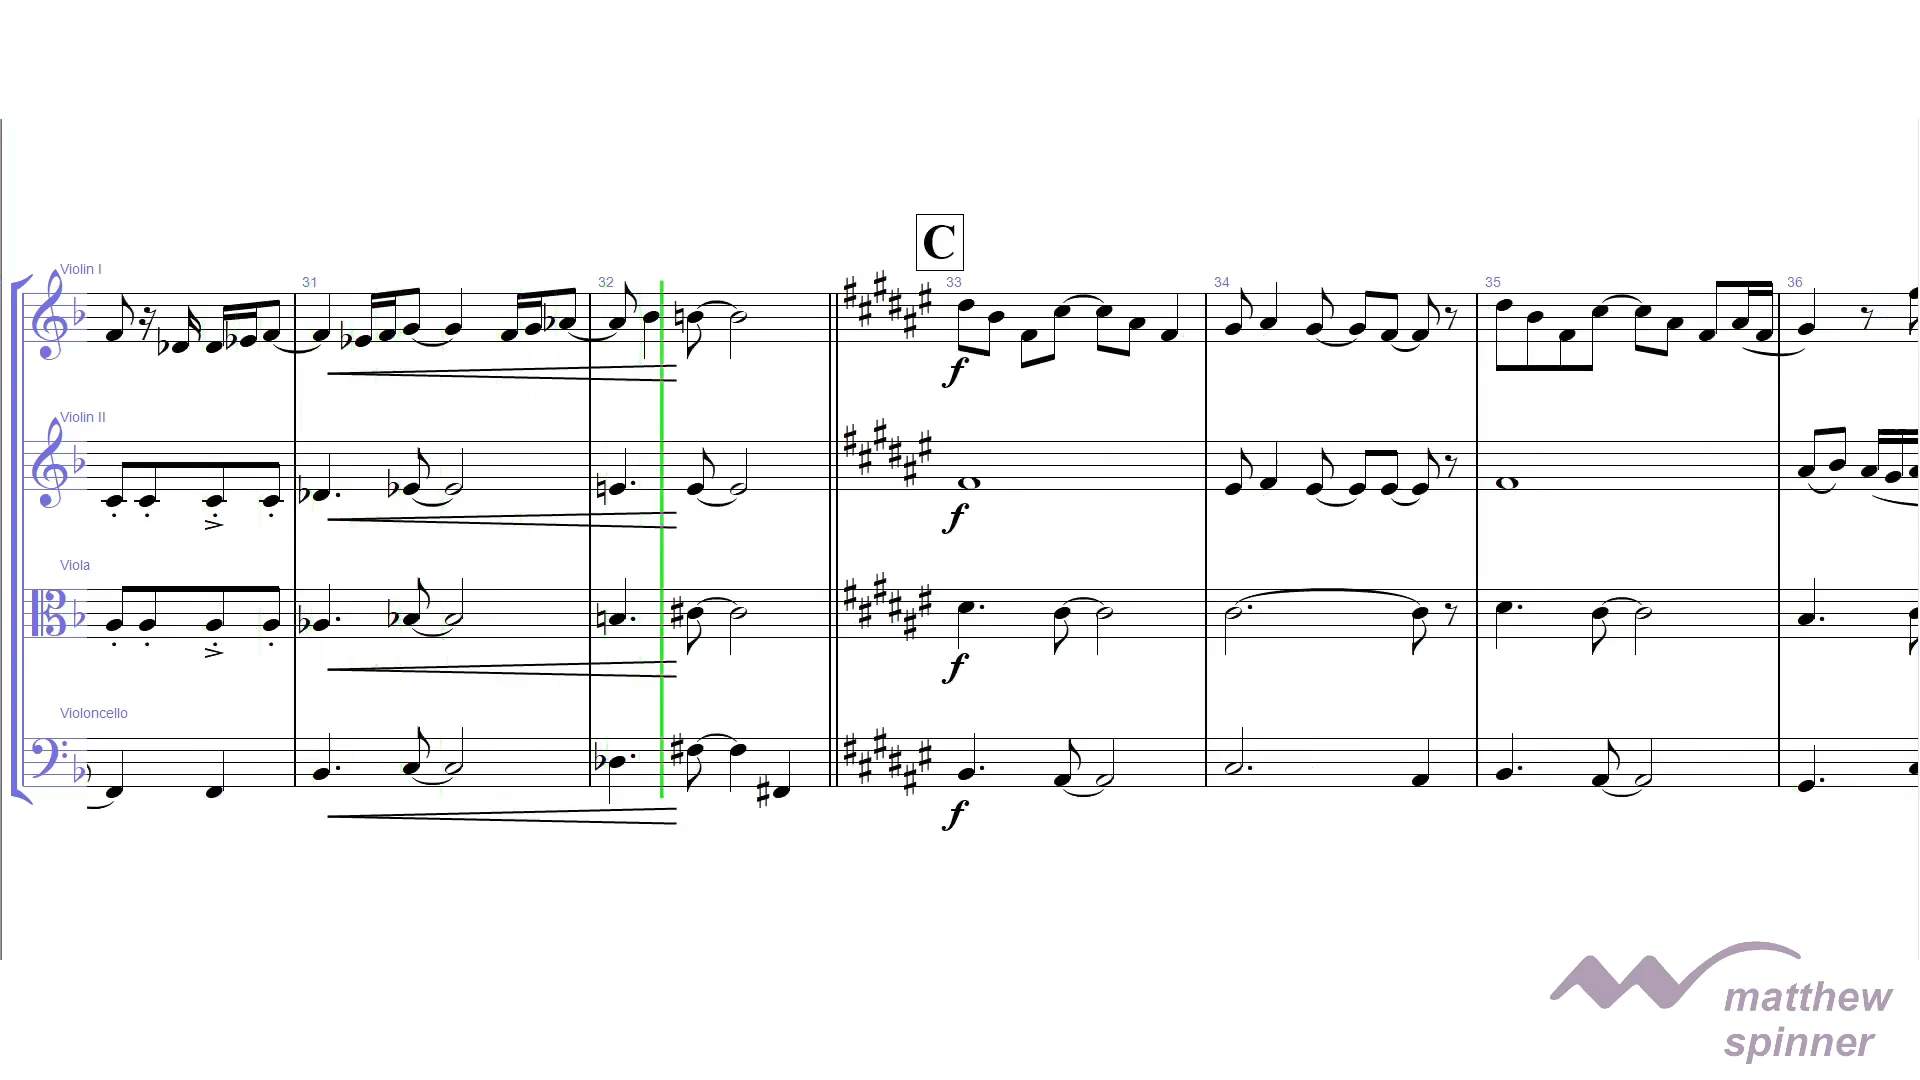 C
Violin I
31
32
33
34
35
36
f
Violin II
f
Viola
f
Violoncello
f
matthew
spinner